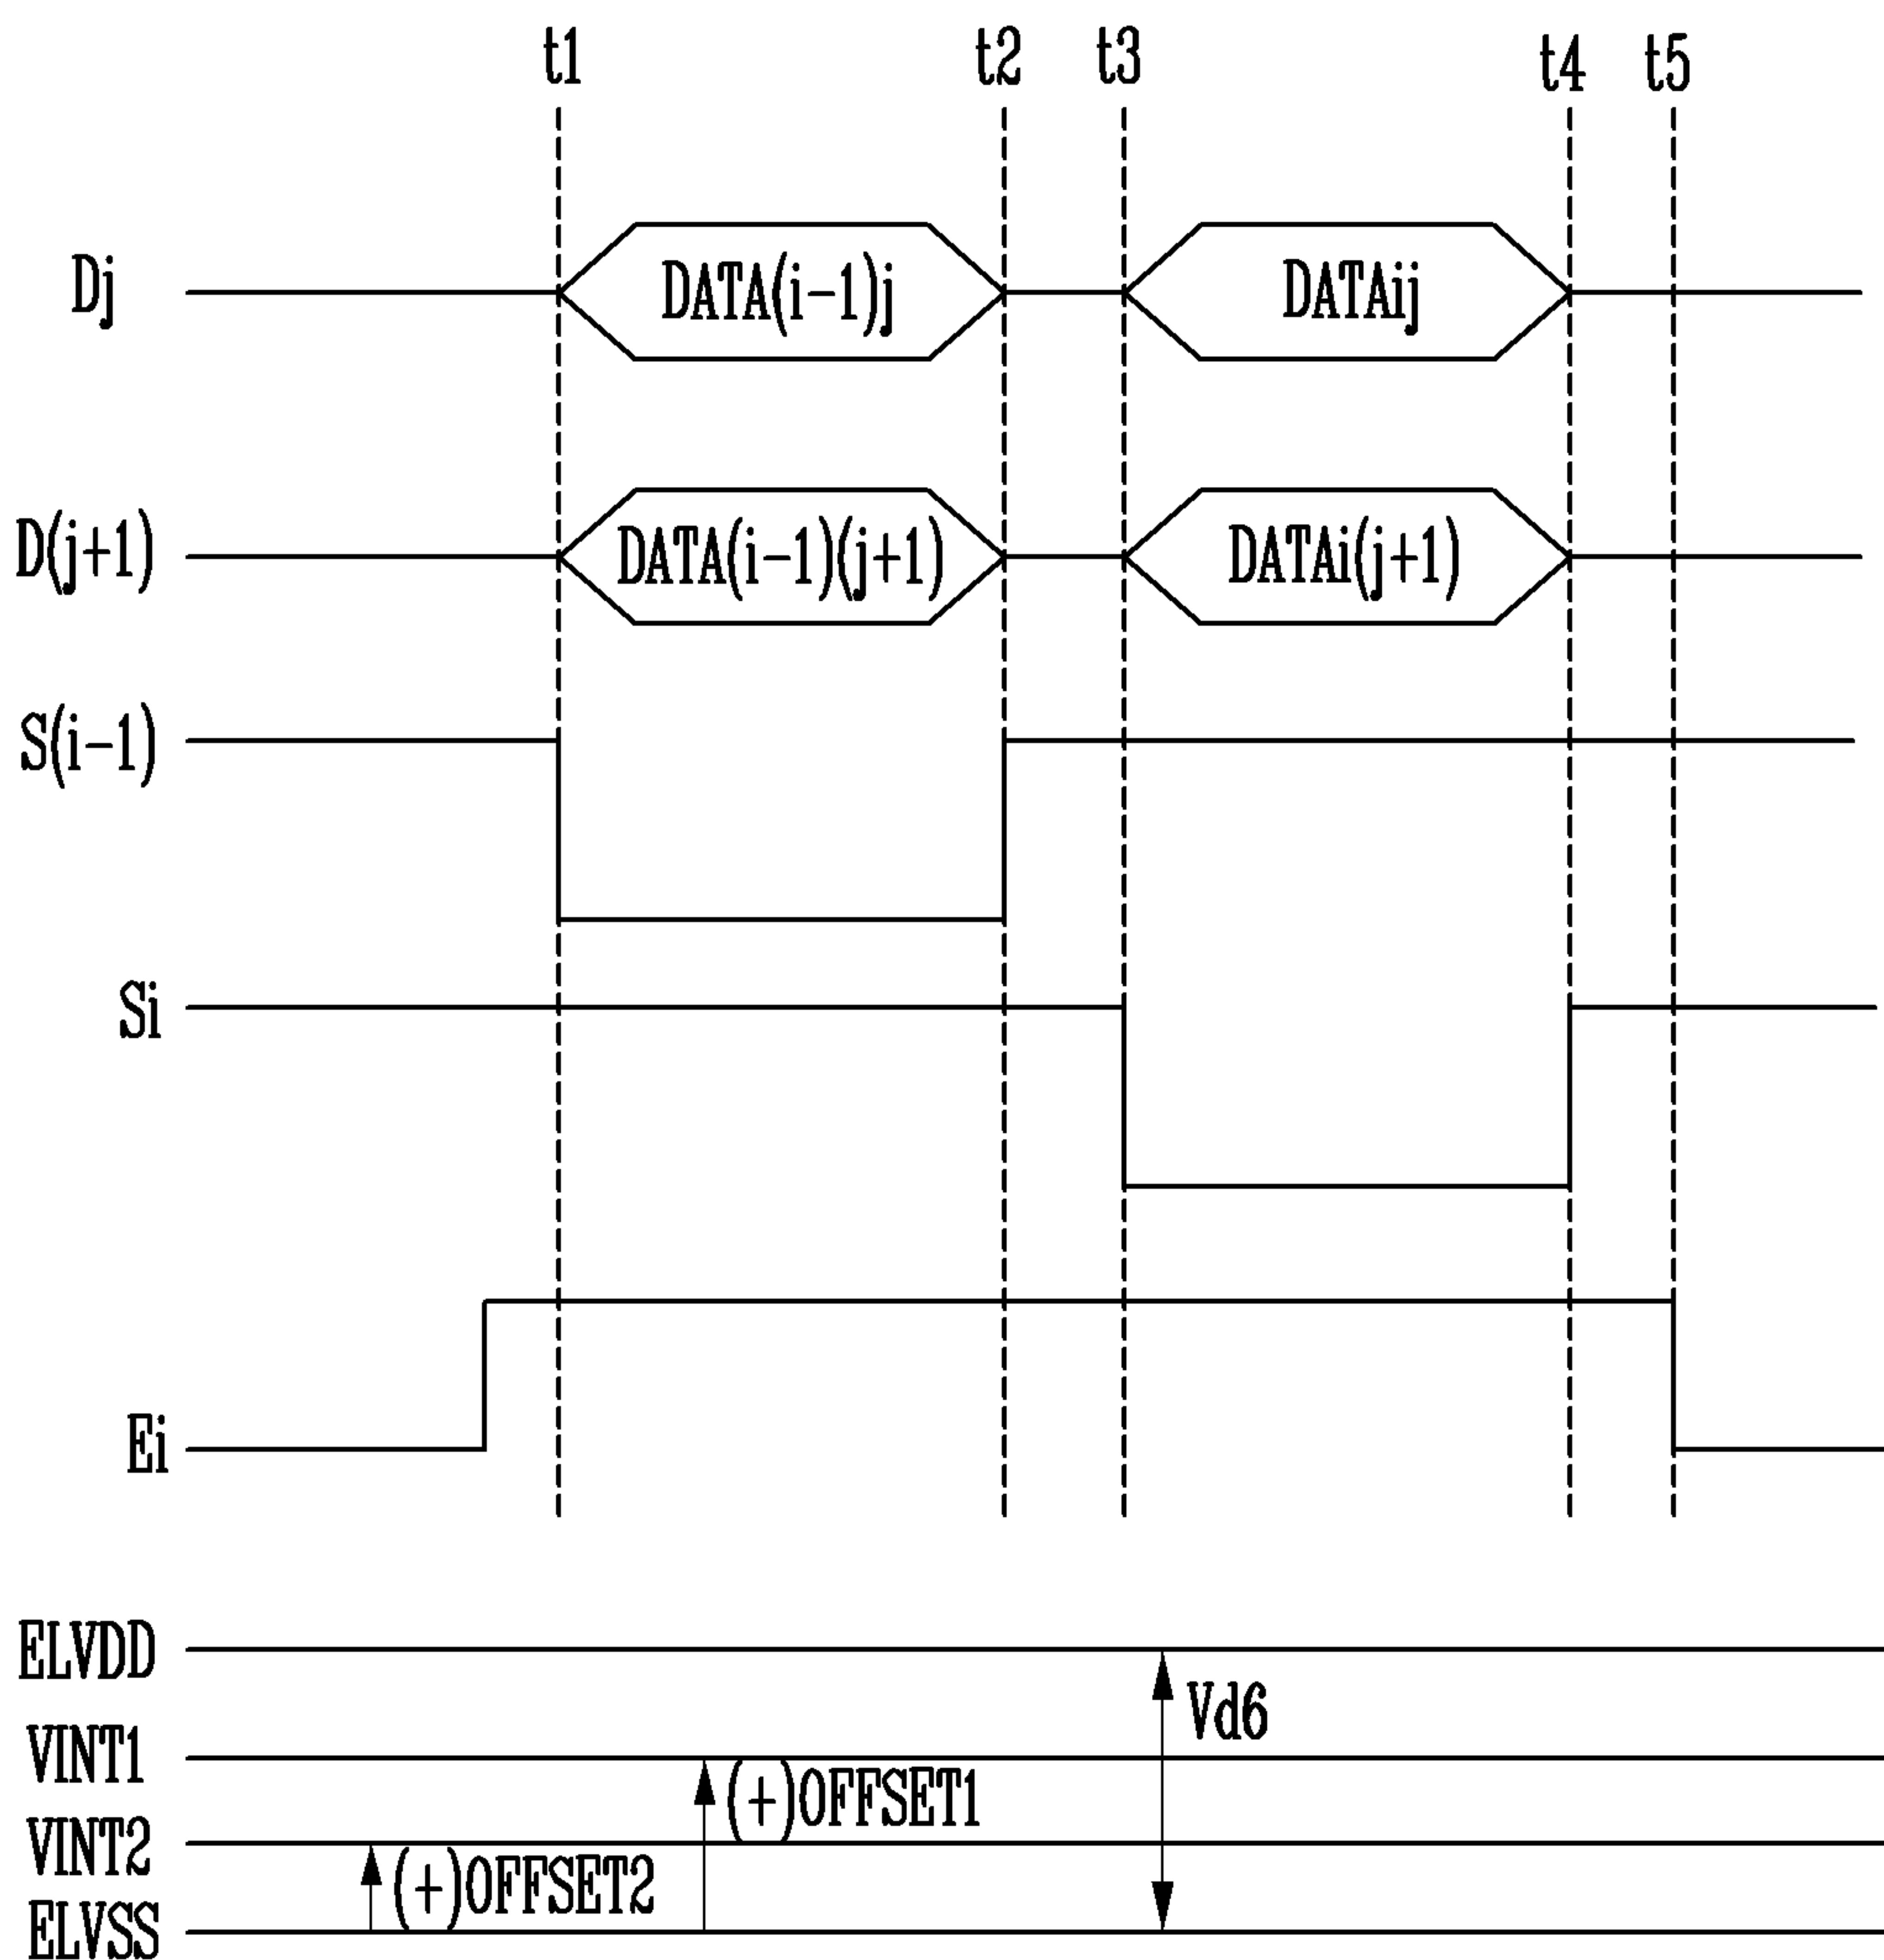 t1 t2 t3 t4 t5
Dj DATA(i-1)j DATAij
D(j+1) DATA(i-1)(j+1) DATAi(j+1)
S(i-1)
Si
Ei
ELVDD
Vd6
VINT1
(+)OFFSET1
VINT2
(+)OFFSET2
ELVSS